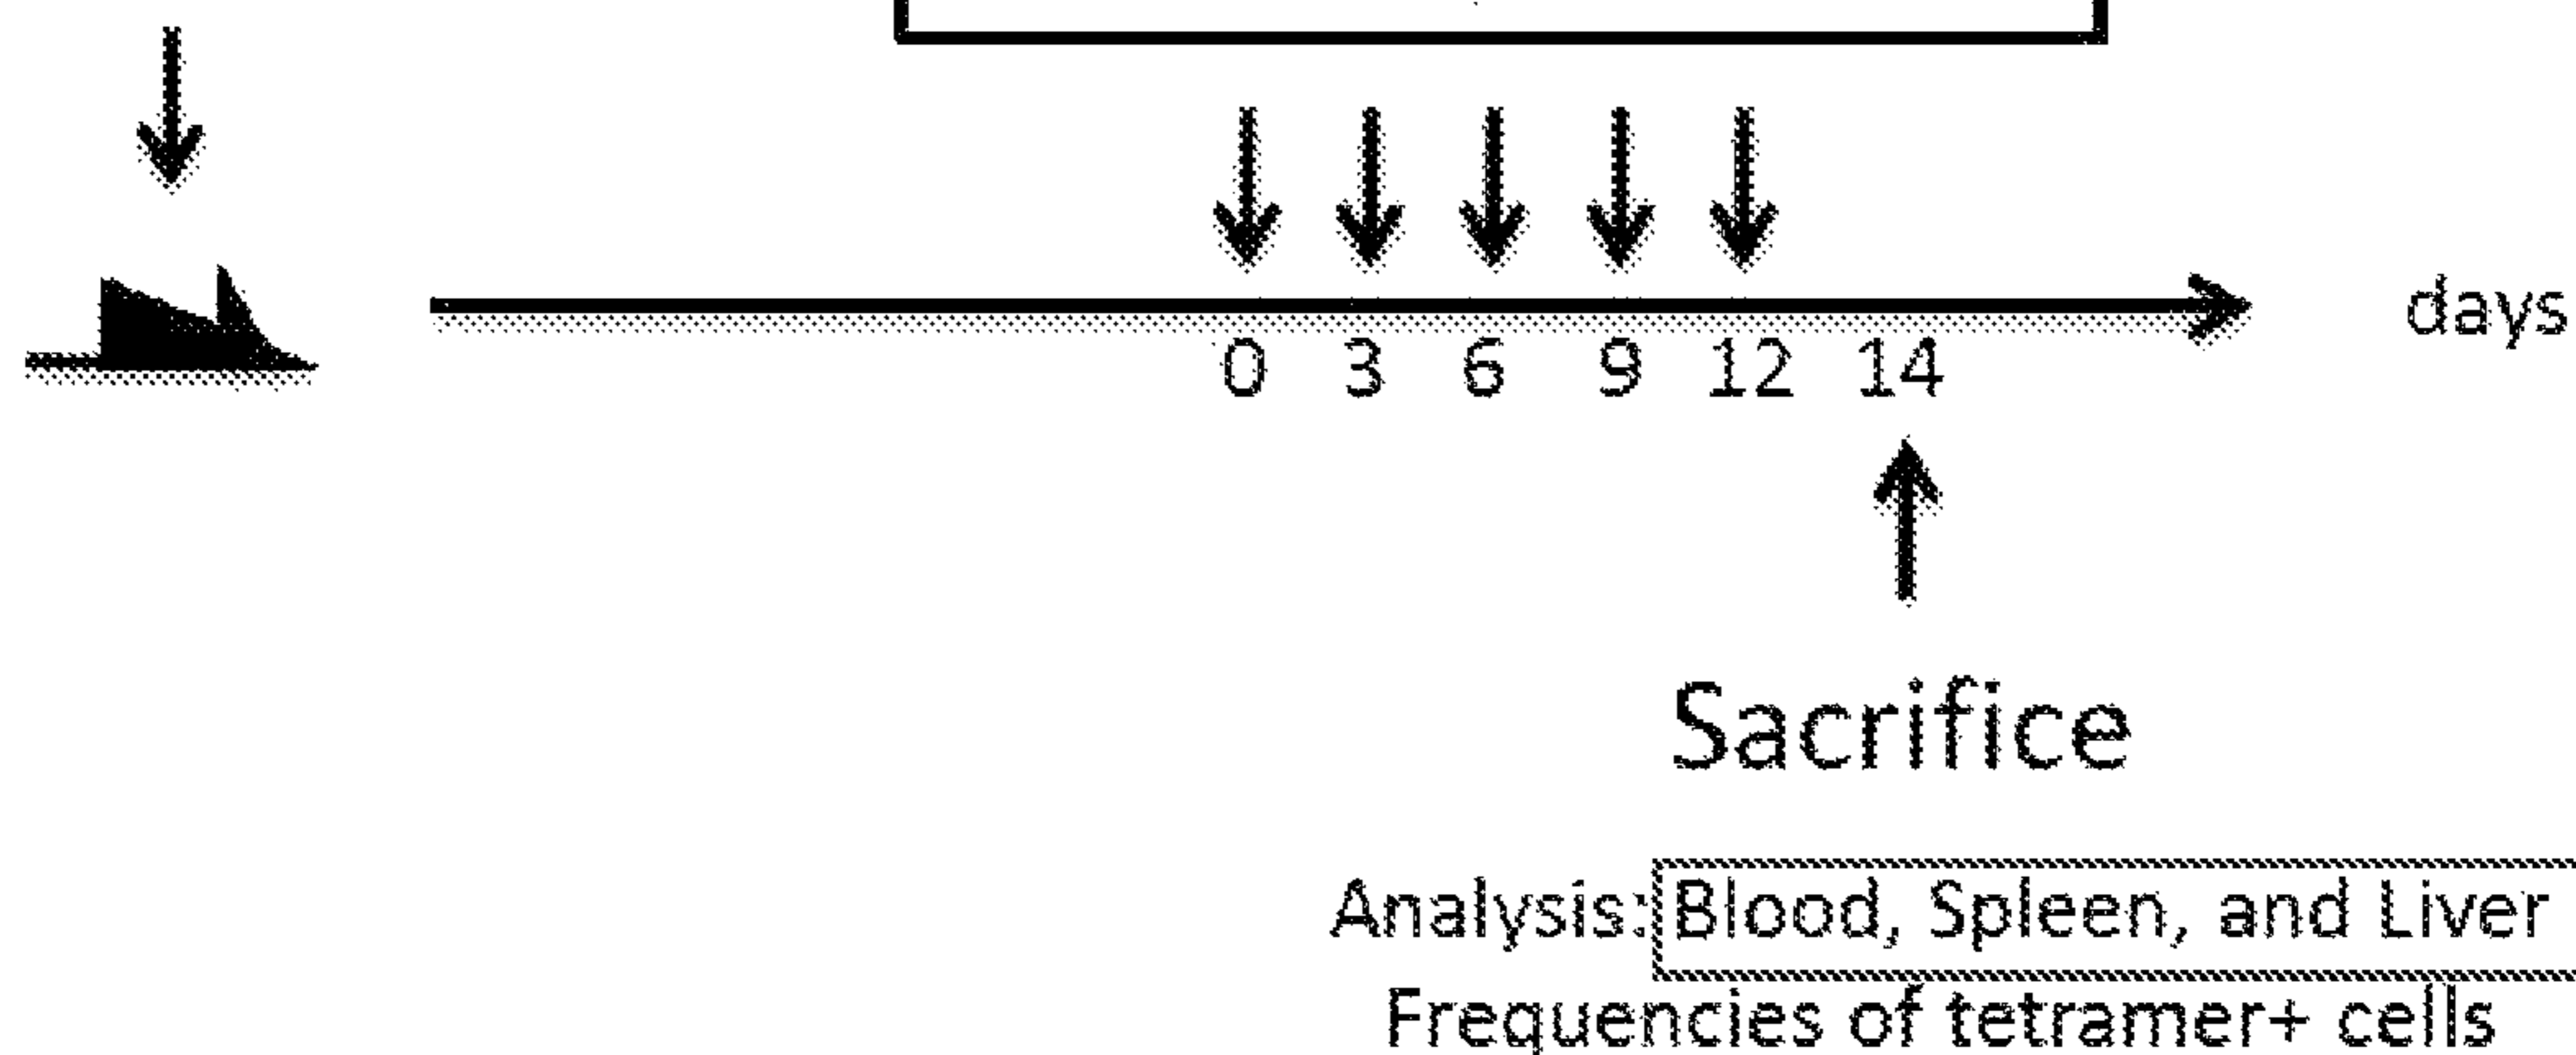 days
0 3 6 9 12 14
Sacrifice
Analysis: Blood, Spleen, and Liver
Frequencies of tetramer+ cells